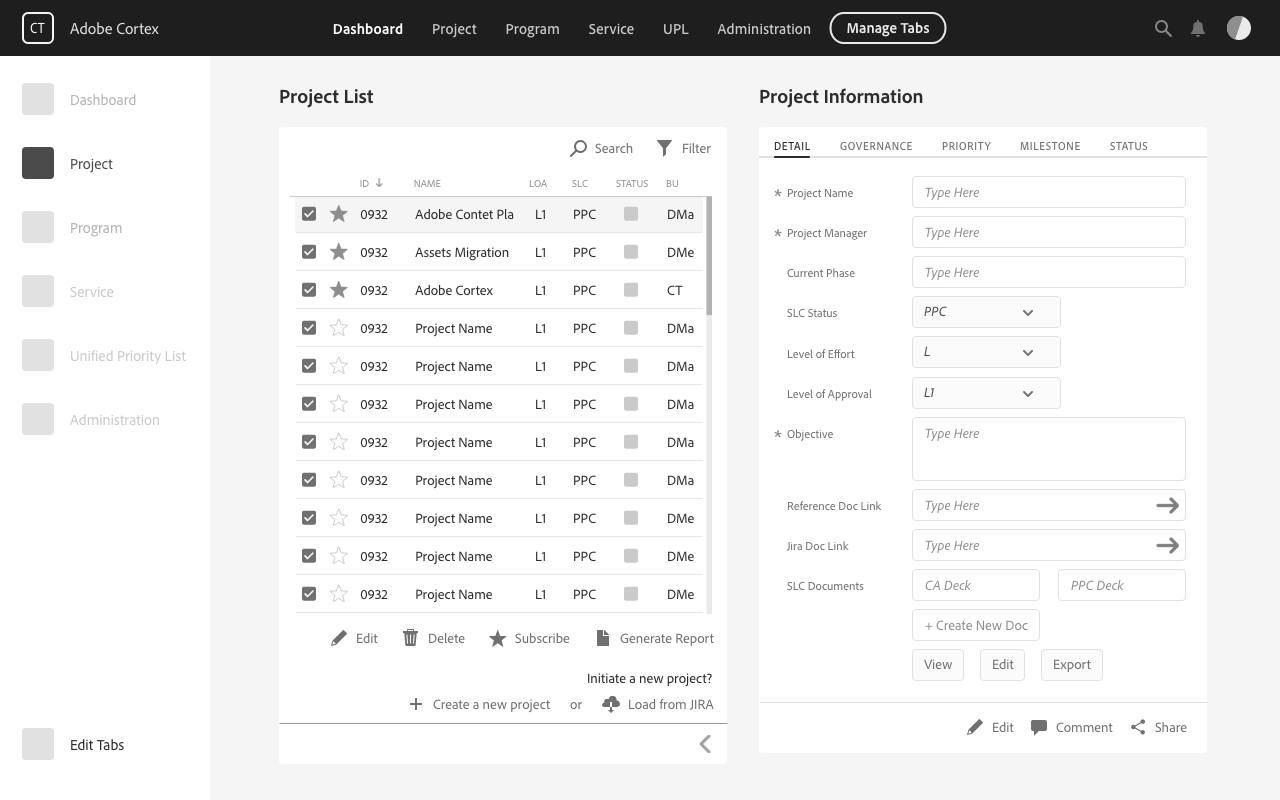 CT Adobe Cortex Dashboard Project Program Service UPL Administration Manage Tabs
Dashboard
Project
Program
Service
Unified Priority List
Administration
Edit Tabs
Project List
Search Filter
ID NAME LOA SLC STATUS BU
0932 Adobe Contet Pla L1 PPC DMa
0932 Assets Migration L1 PPC DMe
0932 Adobe Cortex L1 PPC CT
0932 Project Name L1 PPC DMa
0932 Project Name L1 PPC DMa
0932 Project Name L1 PPC DMa
0932 Project Name L1 PPC DMa
0932 Project Name L1 PPC DMa
0932 Project Name L1 PPC DMe
0932 Project Name L1 PPC DMe
0932 Project Name L1 PPC DMe
Edit Delete Subscribe Generate Report
Initiate a new project?
Create a new project or Load from JIRA
Project Information
DETAIL GOVERNANCE PRIORITY MILESTONE STATUS
* Project Name Type Here
* Project Manager Type Here
Current Phase Type Here
SLC Status PPC
Level of Effort L
Level of Approval L1
* Objective Type Here
Reference Doc Link Type Here
Jira Doc Link Type Here
SLC Documents CA Deck PPC Deck
+ Create New Doc
View Edit Export
Edit Comment Share